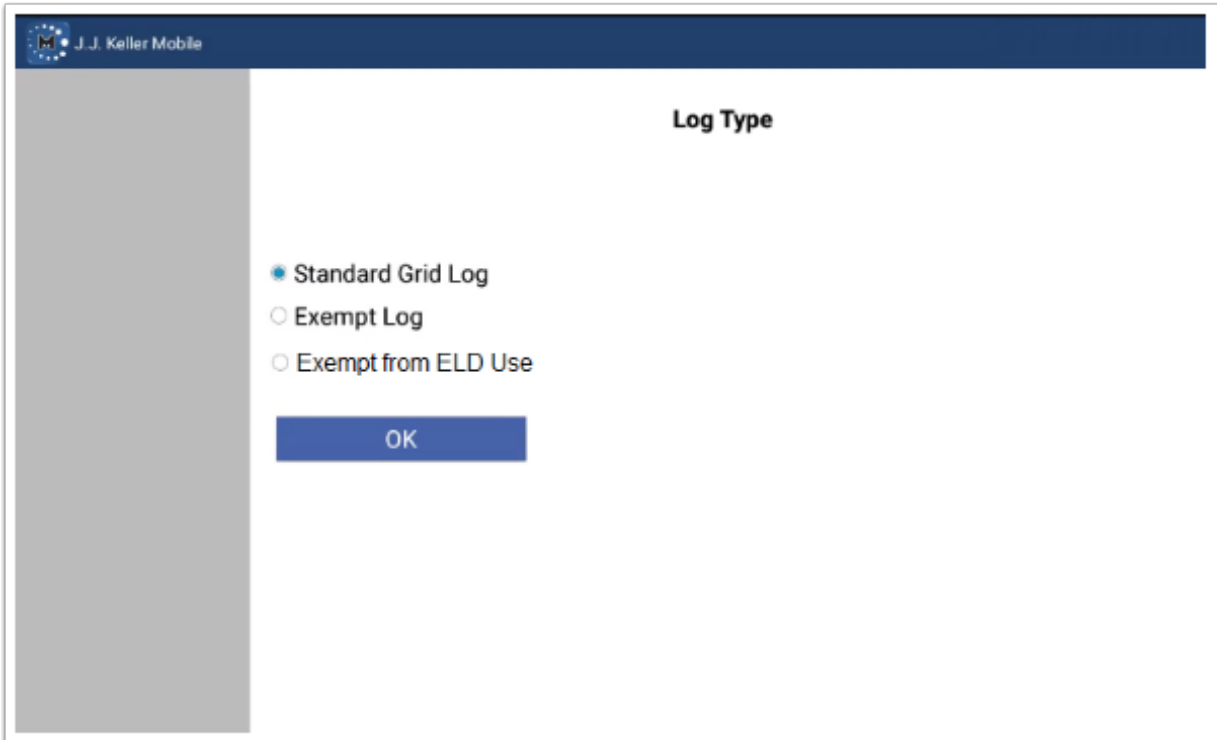 M J.J. Keller Mobile
Log Type
Standard Grid Log
Exempt Log
Exempt from ELD Use
OK